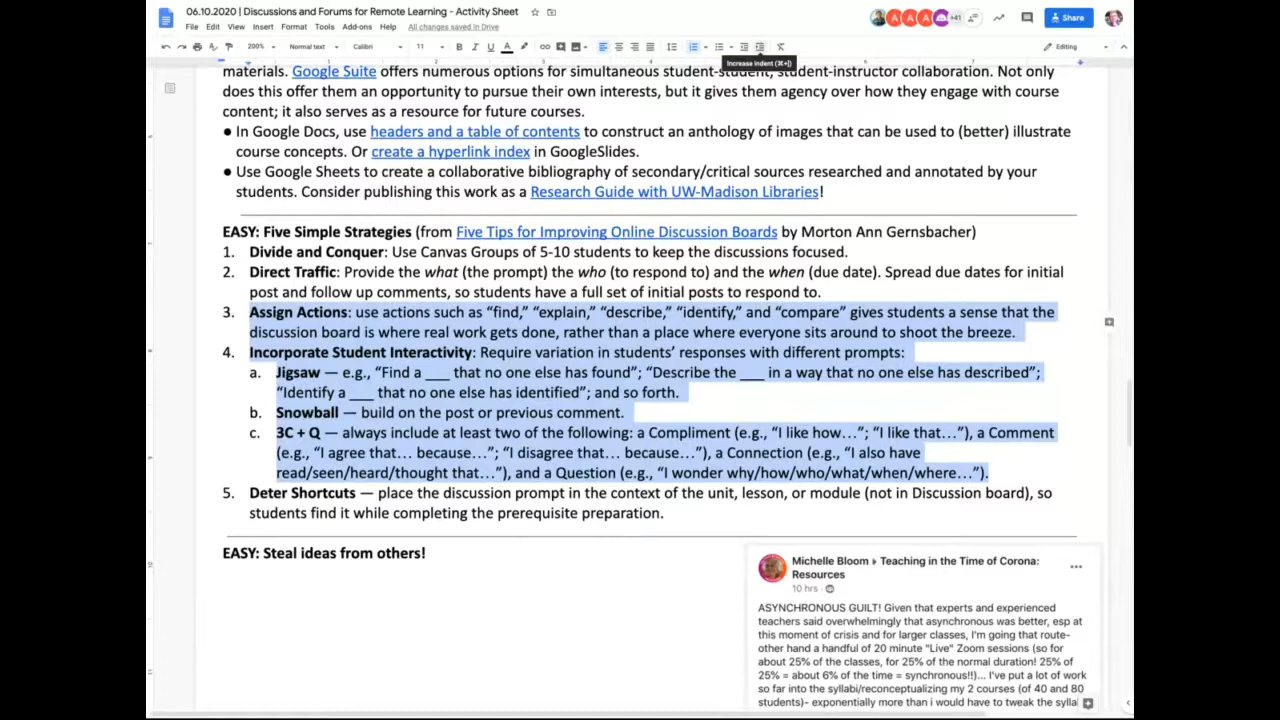 06.10.2020 | Discussions and Forums for Remote Learning - Activity Sheet
File Edit View Insert Format Tools Add-ons Help All changes saved in Drive
A A A +41 Share
200% Normal text Calibri 11 B I U A Editing
Increase indent (⌘+])
materials. Google Suite offers numerous options for simultaneous student-student, student-instructor collaboration. Not only
does this offer them an opportunity to pursue their own interests, but it gives them agency over how they engage with course
content; it also serves as a resource for future courses.
● In Google Docs, use headers and a table of contents to construct an anthology of images that can be used to (better) illustrate
course concepts. Or create a hyperlink index in GoogleSlides.
● Use Google Sheets to create a collaborative bibliography of secondary/critical sources researched and annotated by your
students. Consider publishing this work as a Research Guide with UW-Madison Libraries!
EASY: Five Simple Strategies (from Five Tips for Improving Online Discussion Boards by Morton Ann Gernsbacher)
1. Divide and Conquer: Use Canvas Groups of 5-10 students to keep the discussions focused.
2. Direct Traffic: Provide the what (the prompt) the who (to respond to) and the when (due date). Spread due dates for initial
post and follow up comments, so students have a full set of initial posts to respond to.
3. Assign Actions: use actions such as “find,” “explain,” “describe,” “identify,” and “compare” gives students a sense that the
discussion board is where real work gets done, rather than a place where everyone sits around to shoot the breeze.
4. Incorporate Student Interactivity: Require variation in students’ responses with different prompts:
a. Jigsaw — e.g., “Find a ___ that no one else has found”; “Describe the ___ in a way that no one else has described”;
“Identify a ___ that no one else has identified”; and so forth.
b. Snowball — build on the post or previous comment.
c. 3C + Q — always include at least two of the following: a Compliment (e.g., “I like how…”; “I like that…”), a Comment
(e.g., “I agree that… because…”; “I disagree that… because…”), a Connection (e.g., “I also have
read/seen/heard/thought that…”), and a Question (e.g., “I wonder why/how/who/what/when/where…”).
5. Deter Shortcuts — place the discussion prompt in the context of the unit, lesson, or module (not in Discussion board), so
students find it while completing the prerequisite preparation.
EASY: Steal ideas from others!
Michelle Bloom ▸ Teaching in the Time of Corona:
Resources
10 hrs ·
ASYNCHRONOUS GUILT! Given that experts and experienced
teachers said overwhelmingly that asynchronous was better, esp at
this moment of crisis and for larger classes, I'm going that route-
other hand a handful of 20 minute "Live" Zoom sessions (so for
about 25% of the classes, for 25% of the normal duration! 25% of
25% = about 6% of the time = synchronous!!)... I've put a lot of work
so far into the syllabi/reconceptualizing my 2 courses (of 40 and 80
students)- exponentially more than i would have to tweak the sylla